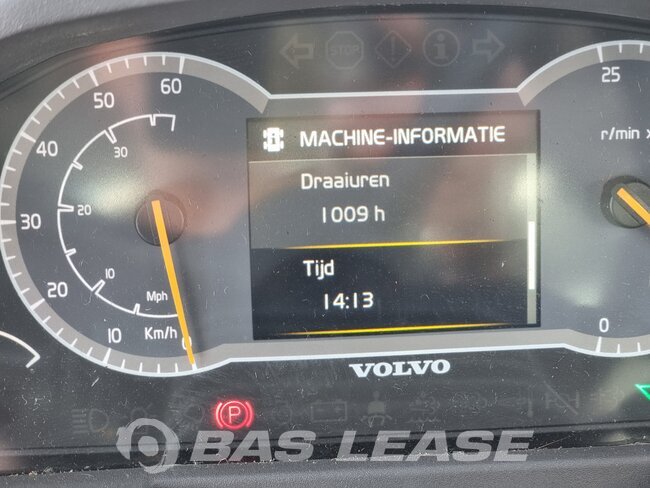 STOP
60
50
40
30
20
10
0
30
20
10
Mph
Km/h
MACHINE-INFORMATIE
Draaiuren
1009 h
Tijd
14:13
25
r/min x
0
VOLVO
P
BAS LEASE